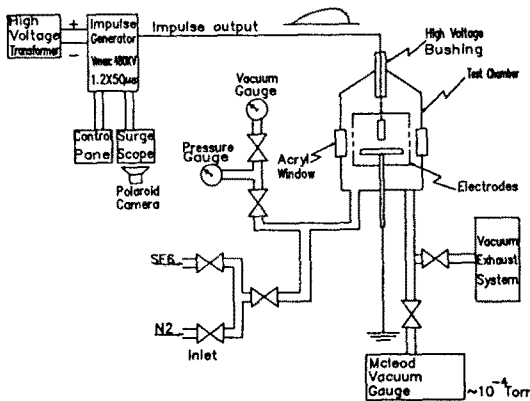 High
Voltage
Transformer
+
−
Impulse
Generator
Vmax: 480KV
1.2X50μs
Impulse output
High Voltage
Bushing
Test Chamber
Vacuum
Gauge
Pressure
Gauge
Control
Pane
Surge
Scope
Polaroid
Camera
Acryl
Window
Electrodes
SF6
N2
Inlet
Vacuum
Exhaust
System
Mcleod
Vacuum
Gauge
~10⁻⁴Torr